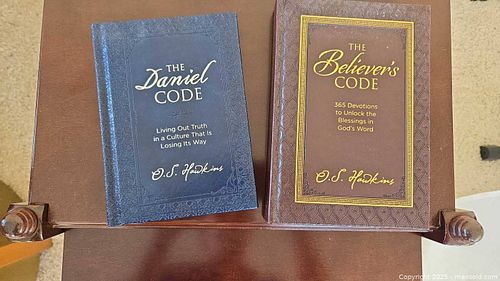 THE
Daniel
CODE
Living Out Truth
in a Culture That Is
Losing Its Way
O.S. Hawkins
THE
Believer's
CODE
365 Devotions
to Unlock the
Blessings in
God's Word
O.S. Hawkins
Copyright 2025 - maxsold.com